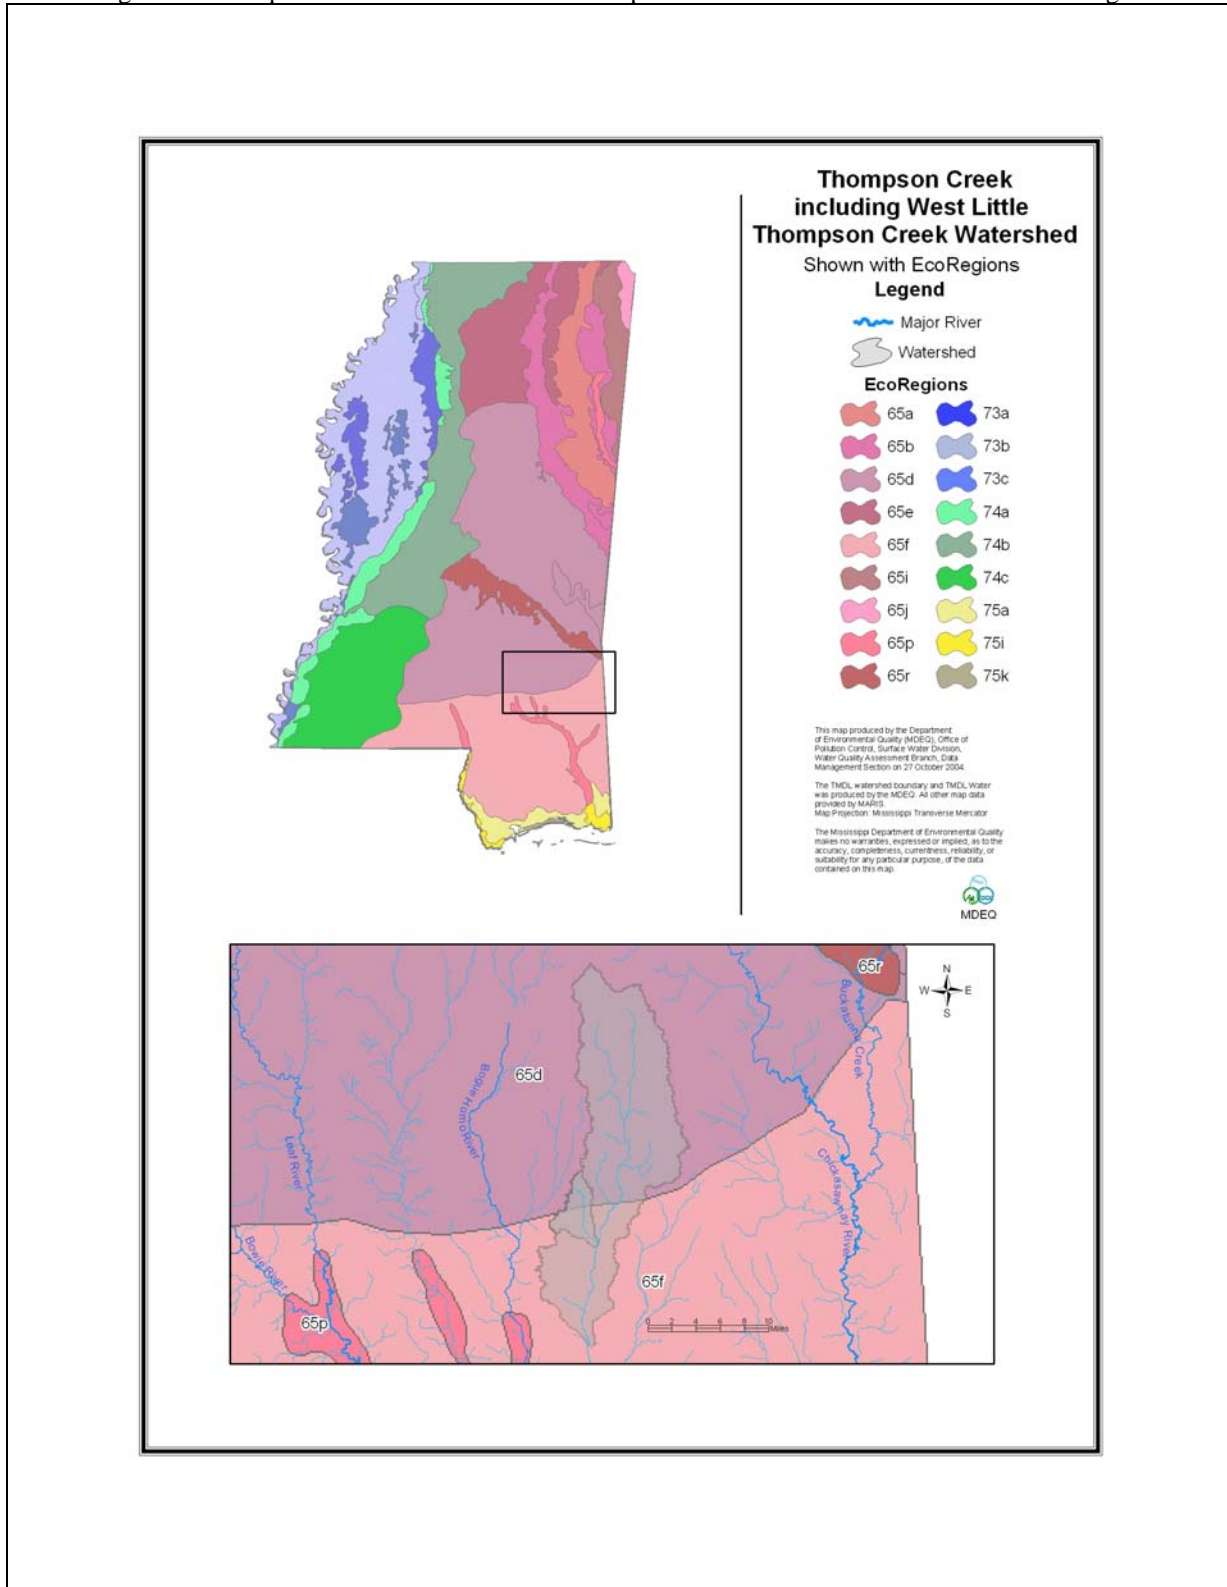 Thompson Creek
including West Little
Thompson Creek Watershed
Shown with EcoRegions
Legend
Major River
Watershed
EcoRegions
65a 73a
65b 73b
65d 73c
65e 74a
65f 74b
65i 74c
65j 75a
65p 75i
65r 75k
This map produced by the Department
of Environmental Quality (MDEQ), Office of
Pollution Control, Surface Water Division,
Water Quality Assessment Branch, Data
Management Section on 27 October 2004.
The TMDL watershed boundary and TMDL Water
was produced by the MDEQ. All other map data
provided by MARIS.
Map Projection: Mississippi Transverse Mercator
The Mississippi Department of Environmental Quality
makes no warranties, expressed or implied, as to the
accuracy, completeness, currentness, reliability, or
suitability for any particular purpose, of the data
contained on this map.
MDEQ
65r
N
W E
S
Buckatunna Creek
65d
Bogue Homo River
Leaf River
Chickasawhay River
Bowie River
65f
65p
0 2 4 6 8 10
Miles